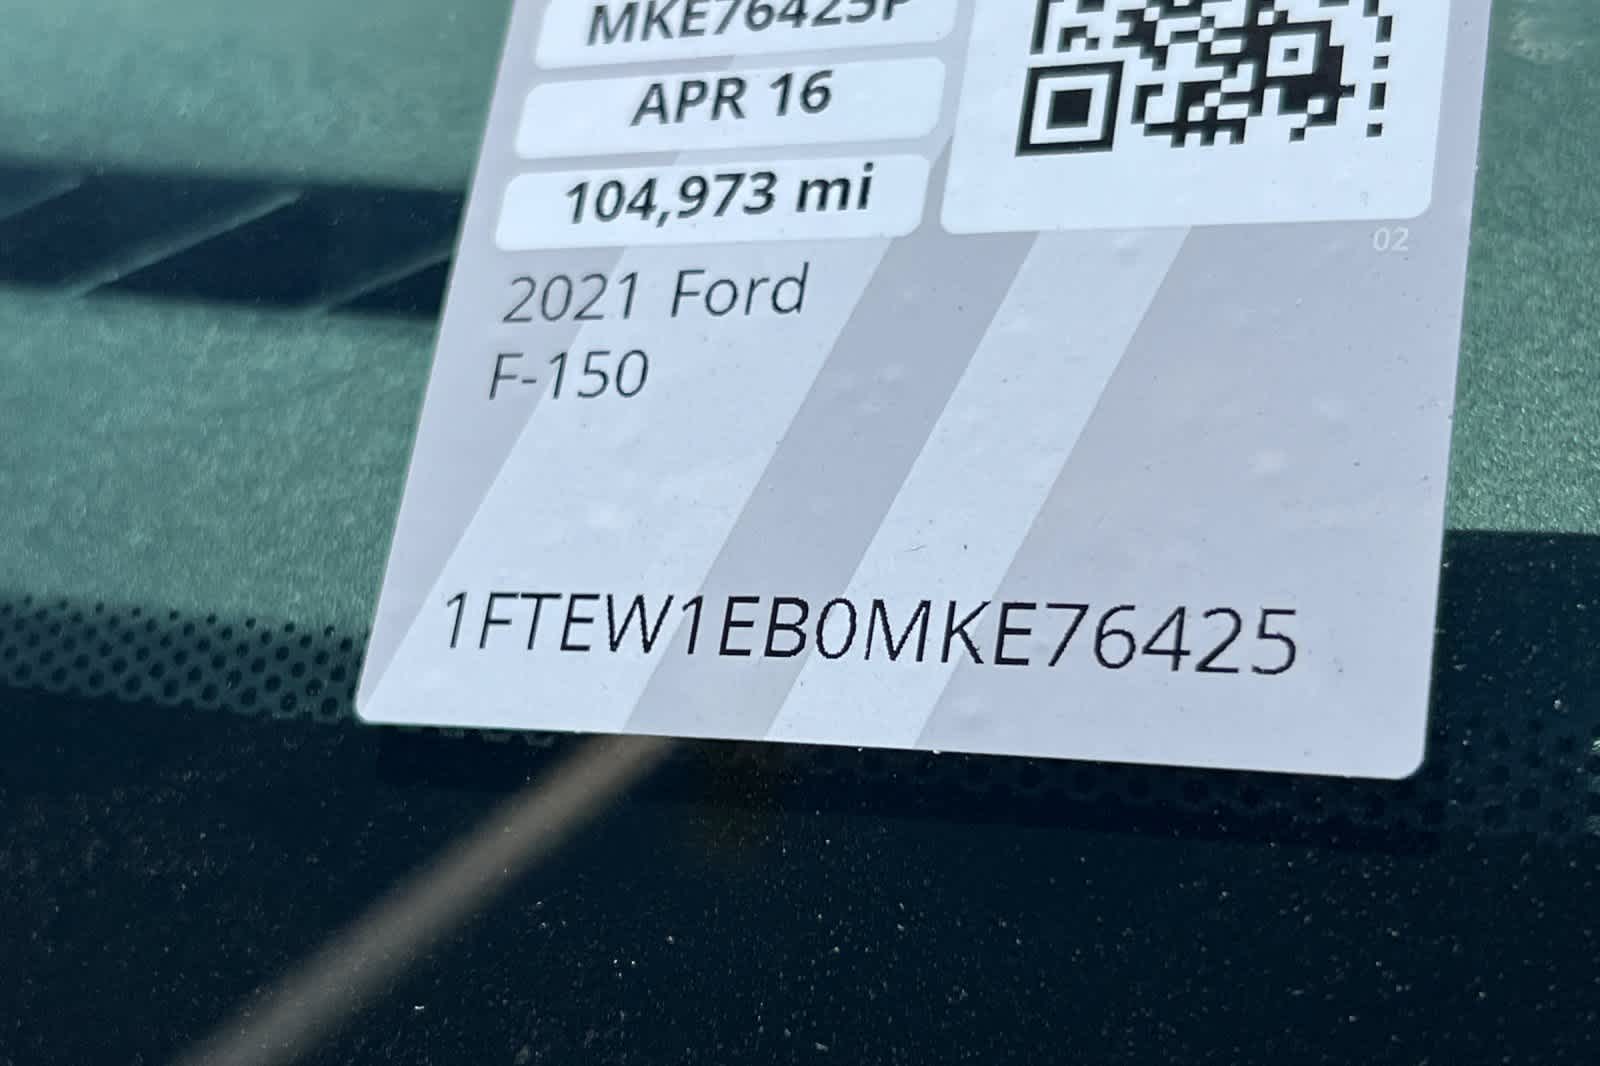 MKE76425P
APR 16
104,973 mi
02
2021 Ford
F-150
1FTEW1EB0MKE76425